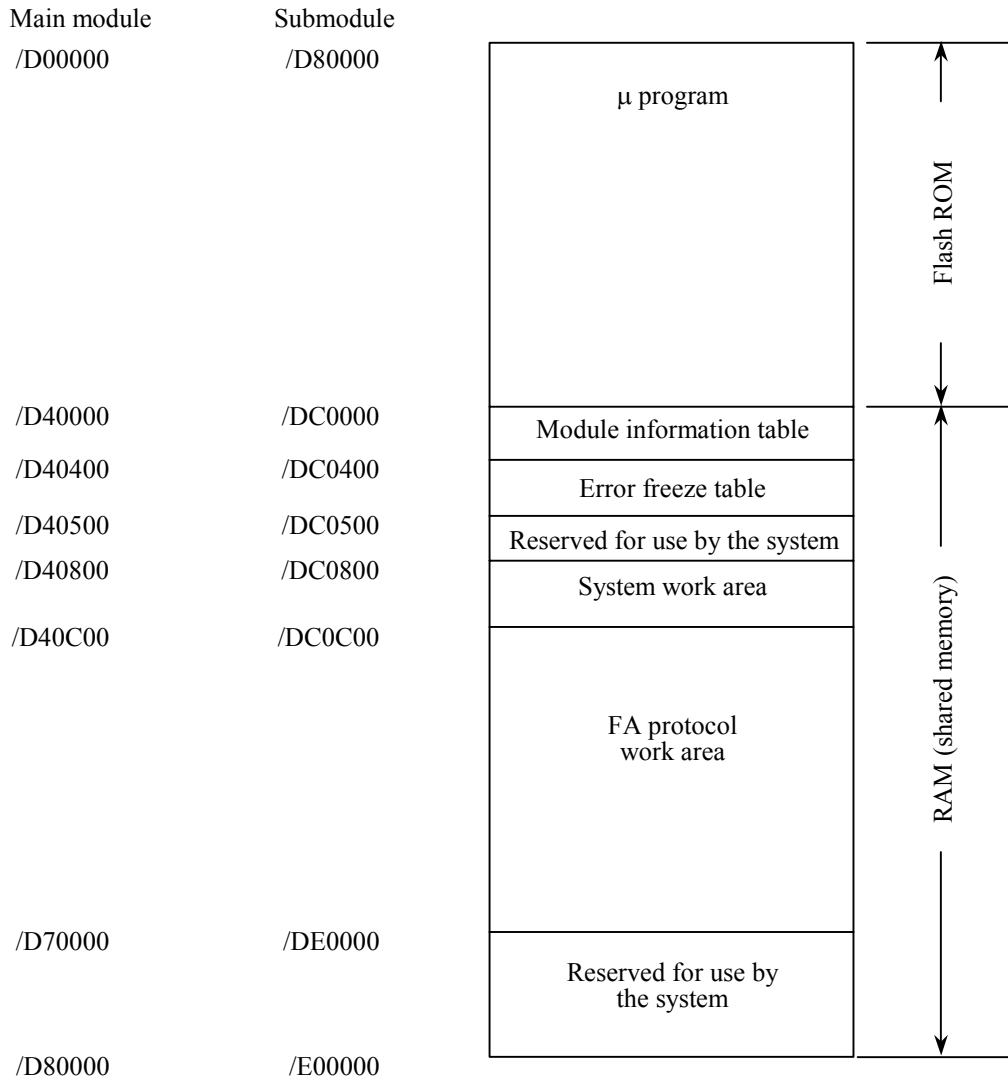 Main module Submodule
/D00000 /D80000
μ program
Flash ROM
/D40000 /DC0000
Module information table
/D40400 /DC0400
Error freeze table
/D40500 /DC0500
Reserved for use by the system
/D40800 /DC0800
System work area
/D40C00 /DC0C00
FA protocol
work area
RAM (shared memory)
/D70000 /DE0000
Reserved for use by
the system
/D80000 /E00000